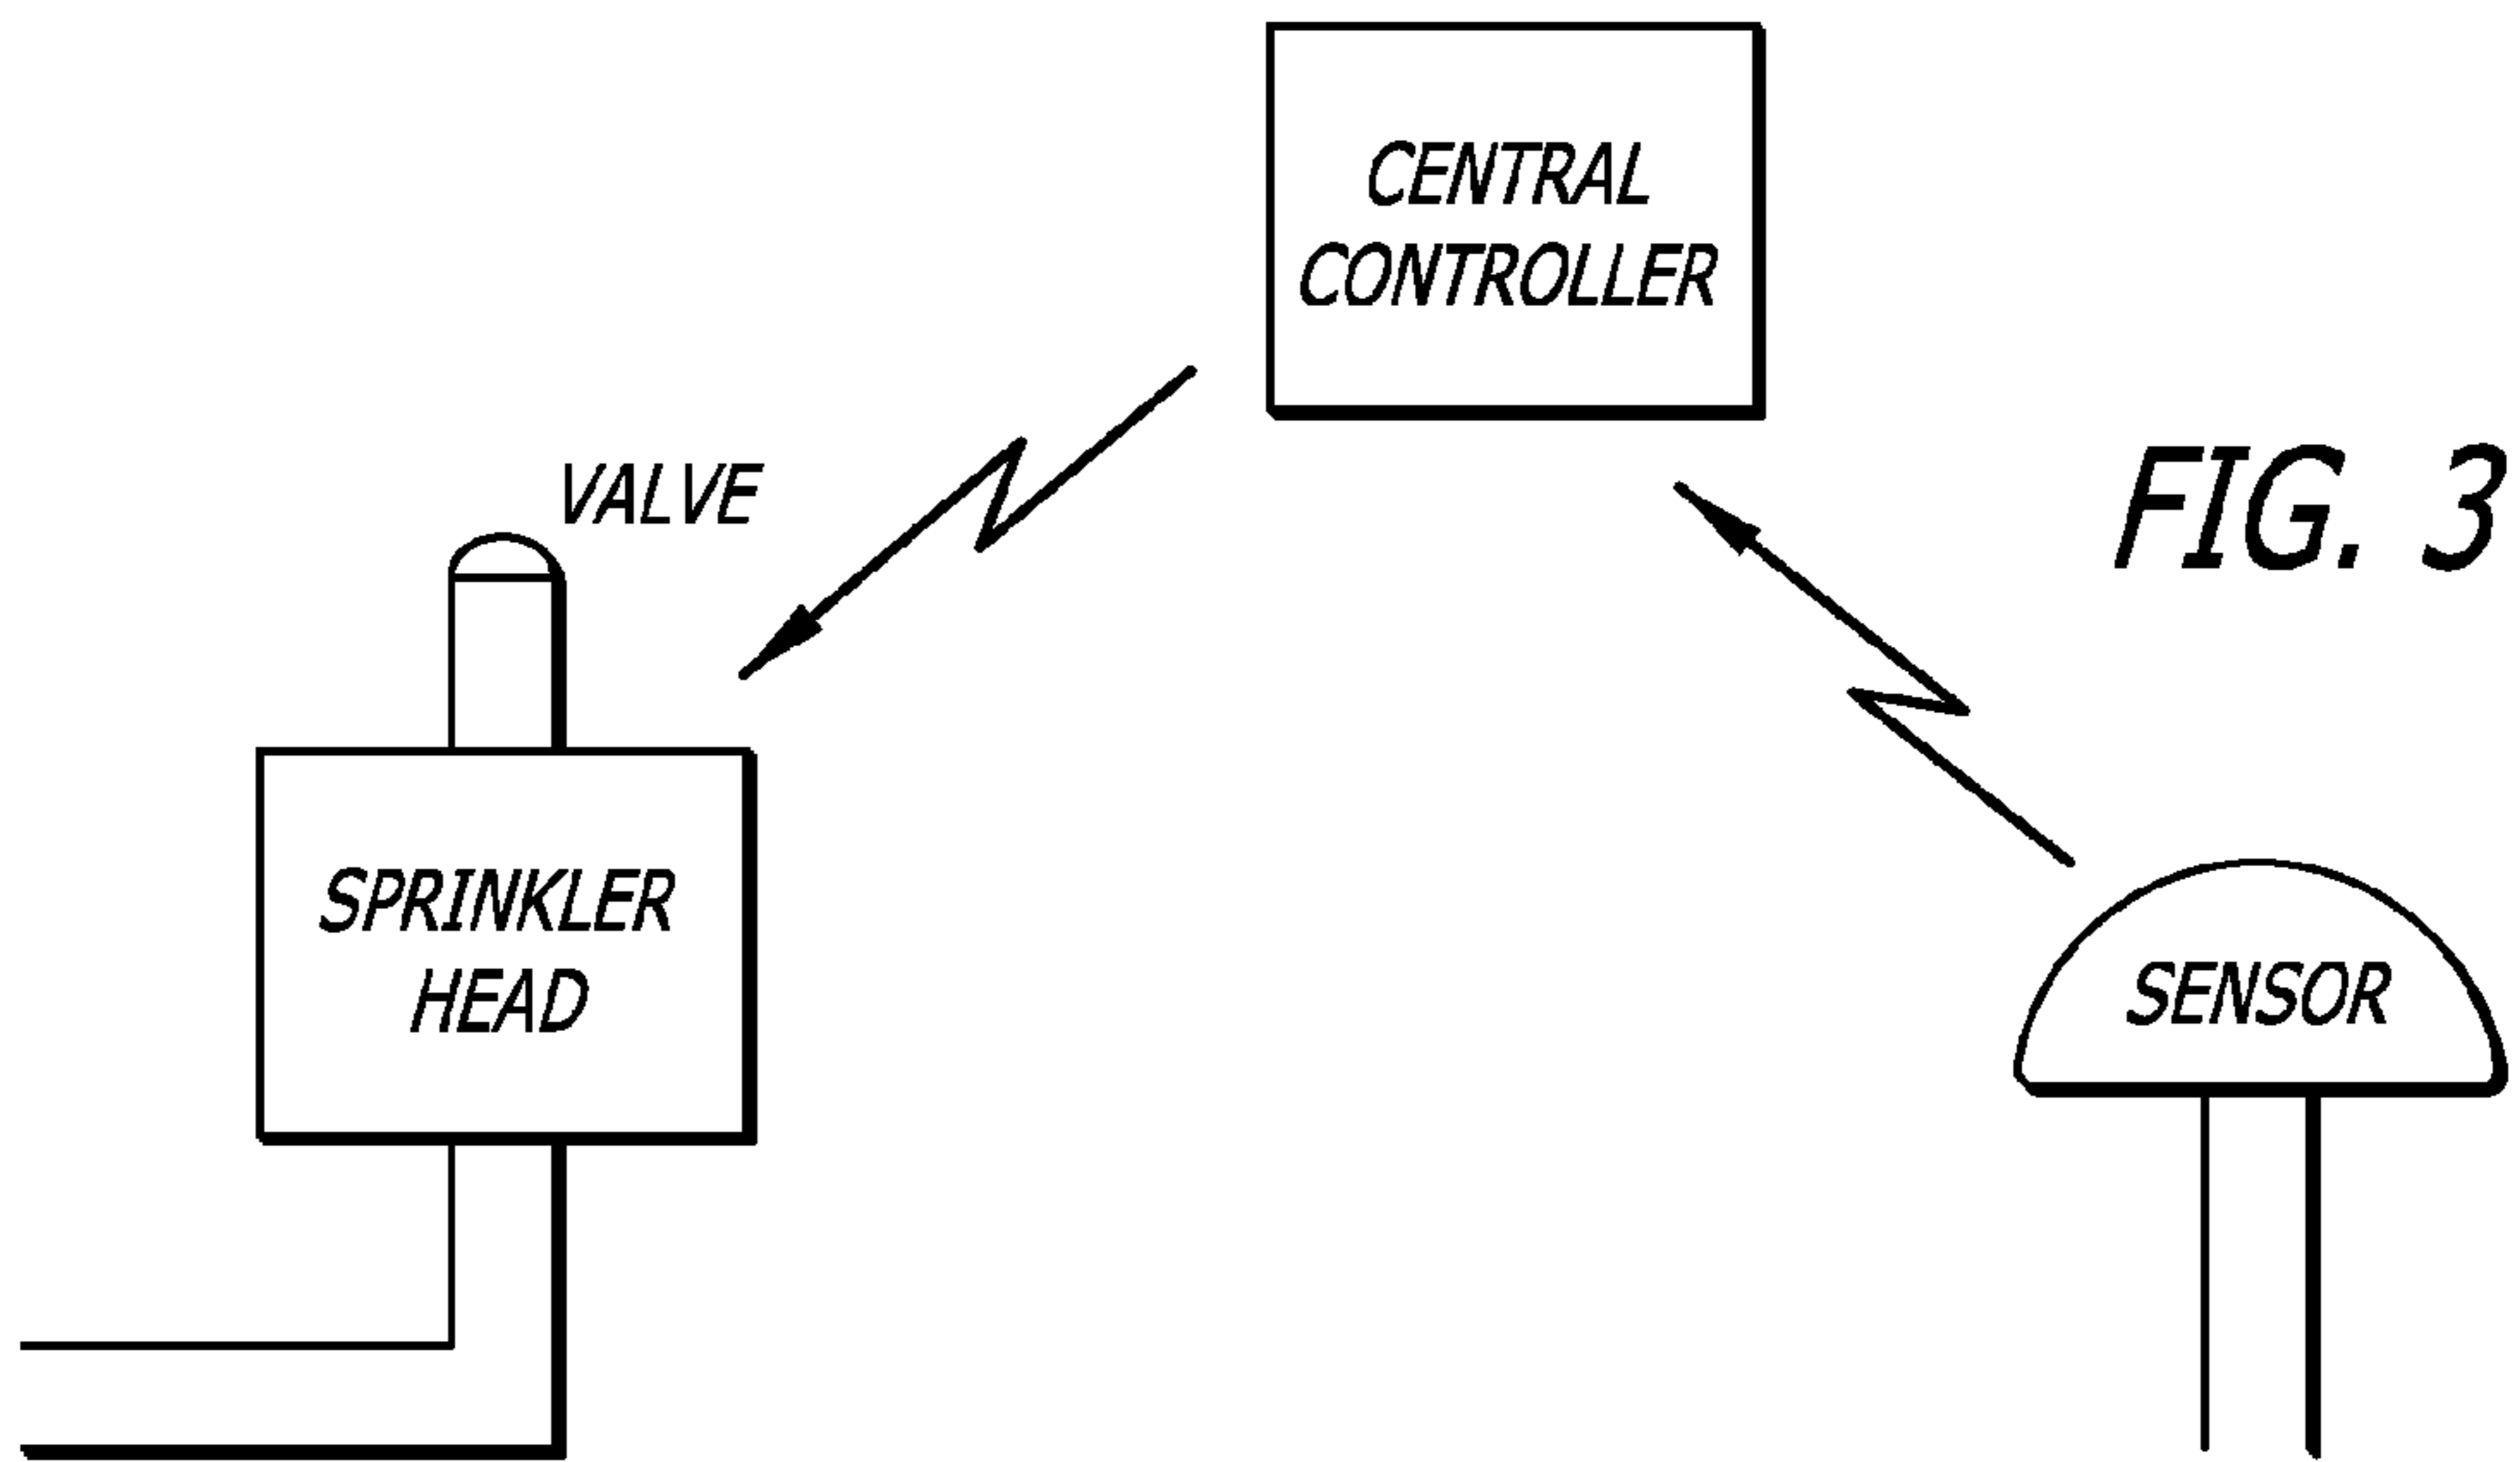 CENTRAL
CONTROLLER
VALVE
FIG. 3
SPRINKLER
HEAD
SENSOR